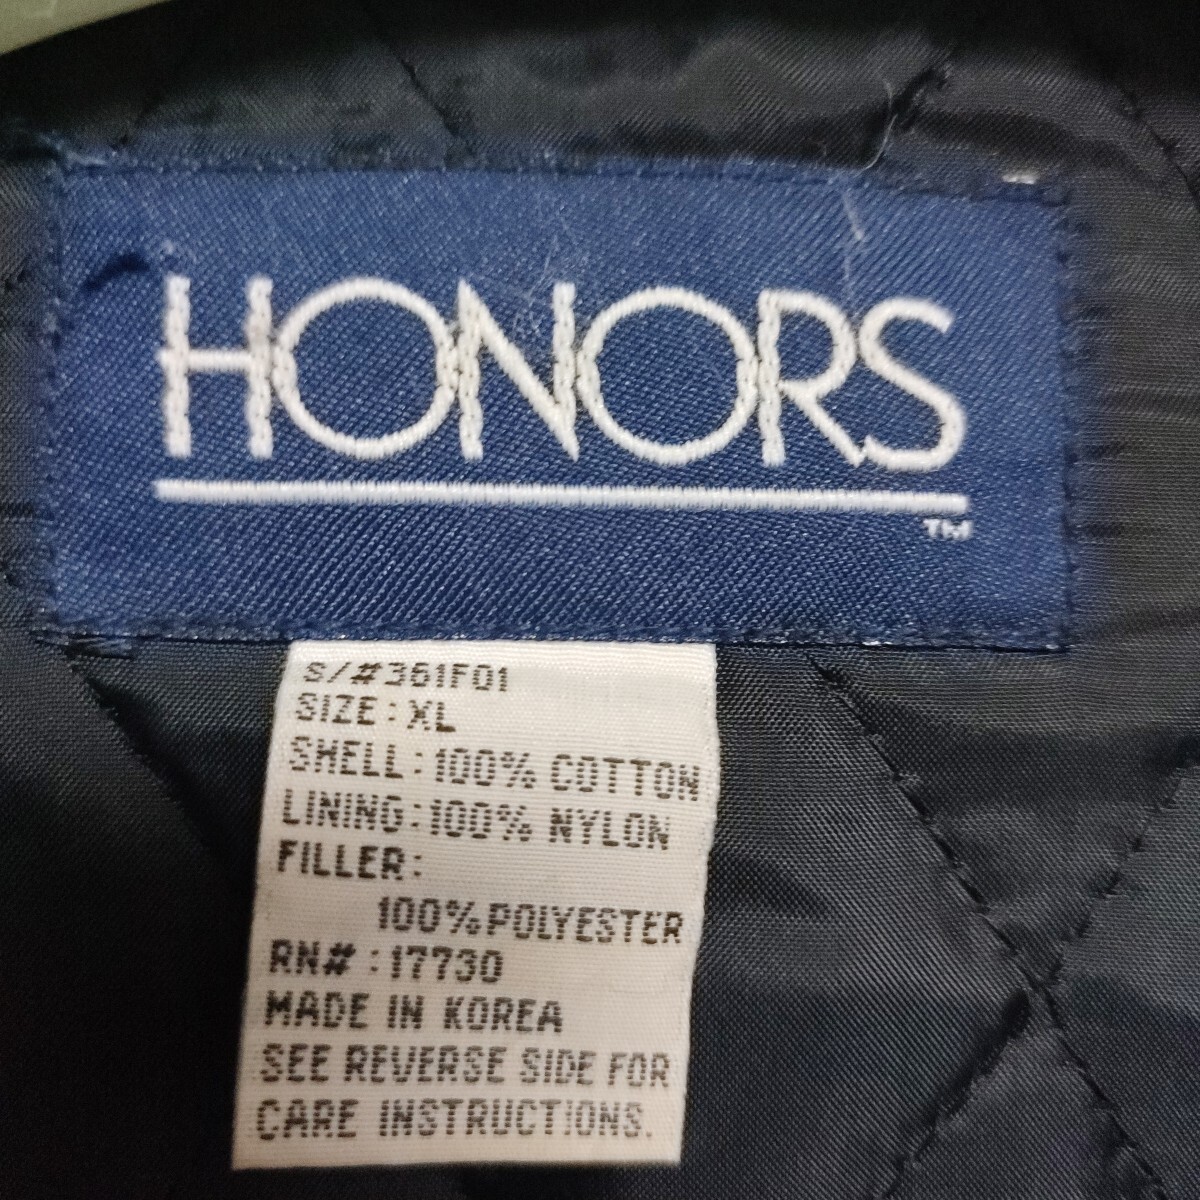 HONORS
TM
S/#361F01
SIZE: XL
SHELL: 100% COTTON
LINING: 100% NYLON
FILLER:
100% POLYESTER
RN# : 17730
MADE IN KOREA
SEE REVERSE SIDE FOR
CARE INSTRUCTIONS.